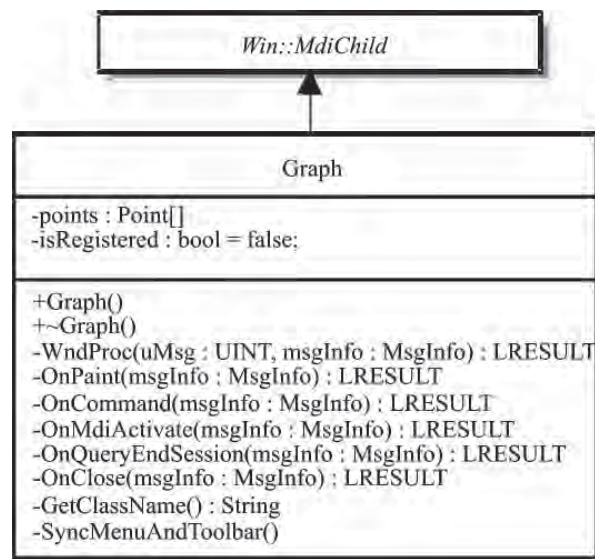 Win::MdiChild
Graph
-points : Point[]
-isRegistered : bool = false;
+Graph()
+~Graph()
-WndProc(uMsg : UINT, msgInfo : MsgInfo) : LRESULT
-OnPaint(msgInfo : MsgInfo) : LRESULT
-OnCommand(msgInfo : MsgInfo) : LRESULT
-OnMdiActivate(msgInfo : MsgInfo) : LRESULT
-OnQueryEndSession(msgInfo : MsgInfo) : LRESULT
-OnClose(msgInfo : MsgInfo) : LRESULT
-GetClassName() : String
-SyncMenuAndToolbar()